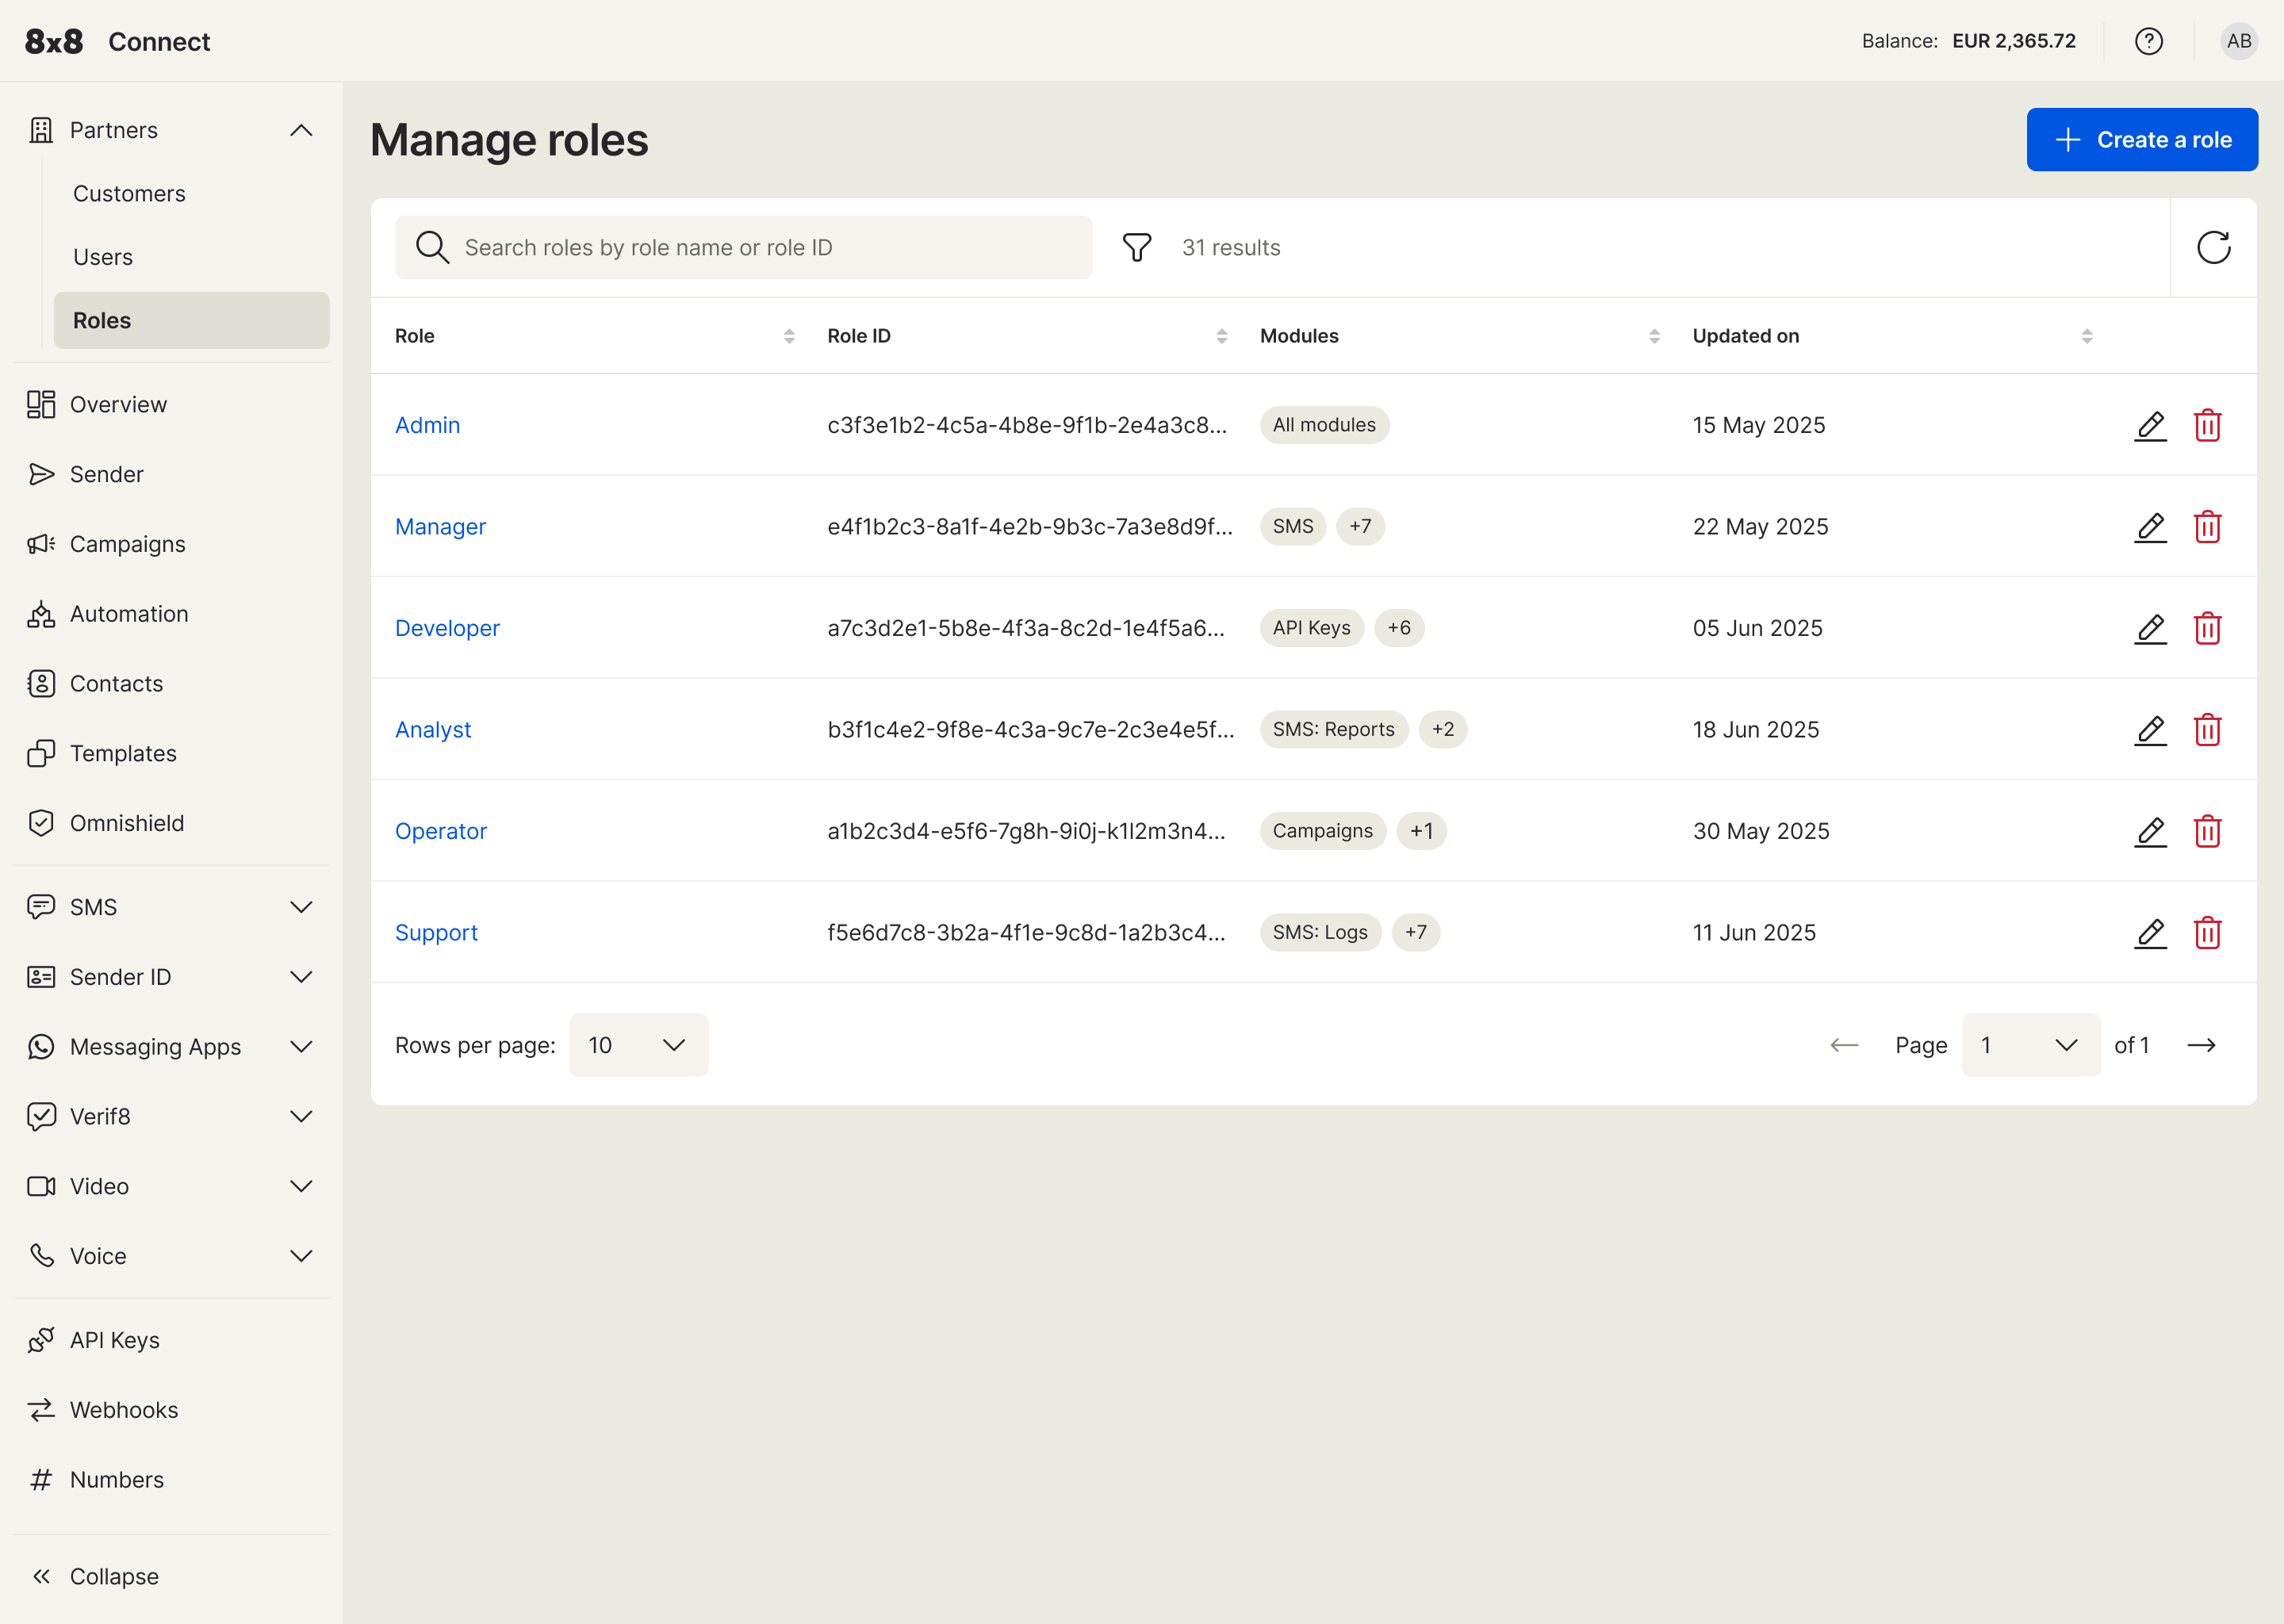 8x8 Connect
Balance: EUR 2,365.72
AB
Partners
Customers
Users
Roles
Overview
Sender
Campaigns
Automation
Contacts
Templates
Omnishield
SMS
Sender ID
Messaging Apps
Verif8
Video
Voice
API Keys
Webhooks
Numbers
Collapse
Manage roles
Create a role
Search roles by role name or role ID
31 results
Role Role ID Modules Updated on
Admin c3f3e1b2-4c5a-4b8e-9f1b-2e4a3c8... All modules 15 May 2025
Manager e4f1b2c3-8a1f-4e2b-9b3c-7a3e8d9f... SMS +7 22 May 2025
Developer a7c3d2e1-5b8e-4f3a-8c2d-1e4f5a6... API Keys +6 05 Jun 2025
Analyst b3f1c4e2-9f8e-4c3a-9c7e-2c3e4e5f... SMS: Reports +2 18 Jun 2025
Operator a1b2c3d4-e5f6-7g8h-9i0j-k1l2m3n4... Campaigns +1 30 May 2025
Support f5e6d7c8-3b2a-4f1e-9c8d-1a2b3c4... SMS: Logs +7 11 Jun 2025
Rows per page: 10
Page 1 of 1